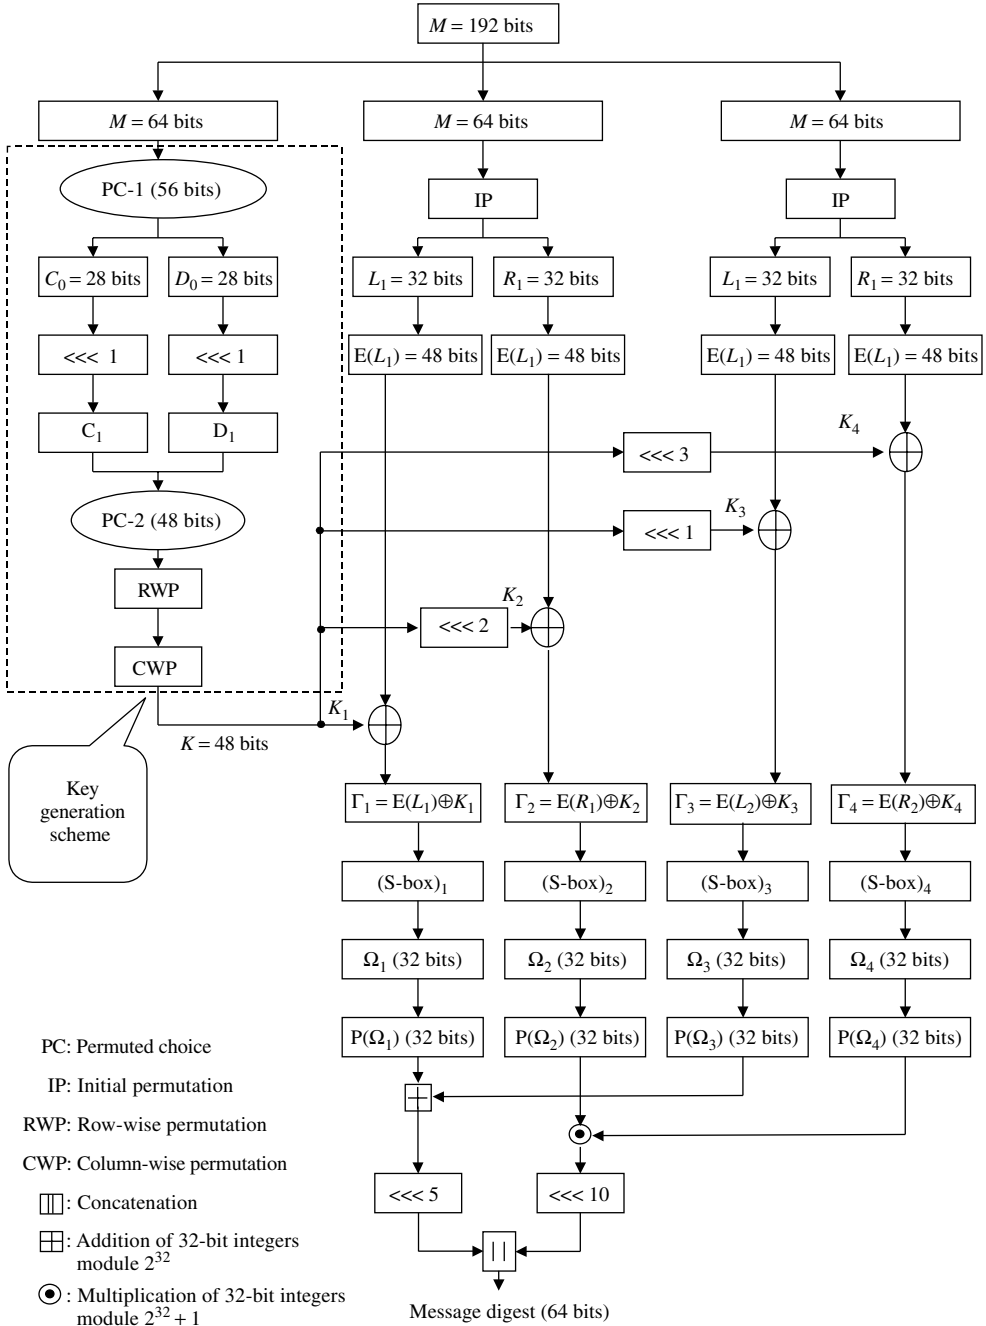 M = 192 bits
M = 64 bits
M = 64 bits
M = 64 bits
PC-1 (56 bits)
IP
IP
C₀ = 28 bits
D₀ = 28 bits
L₁ = 32 bits
R₁ = 32 bits
L₁ = 32 bits
R₁ = 32 bits
<<< 1
<<< 1
E(L₁) = 48 bits
E(L₁) = 48 bits
E(L₁) = 48 bits
E(L₁) = 48 bits
C₁
D₁
K₄
<<< 3
PC-2 (48 bits)
K₃
<<< 1
RWP
K₂
<<< 2
CWP
K₁
K = 48 bits
Key
generation
scheme
Γ₁ = E(L₁)⊕K₁
Γ₂ = E(R₁)⊕K₂
Γ₃ = E(L₂)⊕K₃
Γ₄ = E(R₂)⊕K₄
(S-box)₁
(S-box)₂
(S-box)₃
(S-box)₄
Ω₁ (32 bits)
Ω₂ (32 bits)
Ω₃ (32 bits)
Ω₄ (32 bits)
P(Ω₁) (32 bits)
P(Ω₂) (32 bits)
P(Ω₃) (32 bits)
P(Ω₄) (32 bits)
<<< 5
<<< 10
||
Message digest (64 bits)
PC: Permuted choice
IP: Initial permutation
RWP: Row-wise permutation
CWP: Column-wise permutation
|| : Concatenation
⊞ : Addition of 32-bit integers
module 2³²
⊙ : Multiplication of 32-bit integers
module 2³² + 1